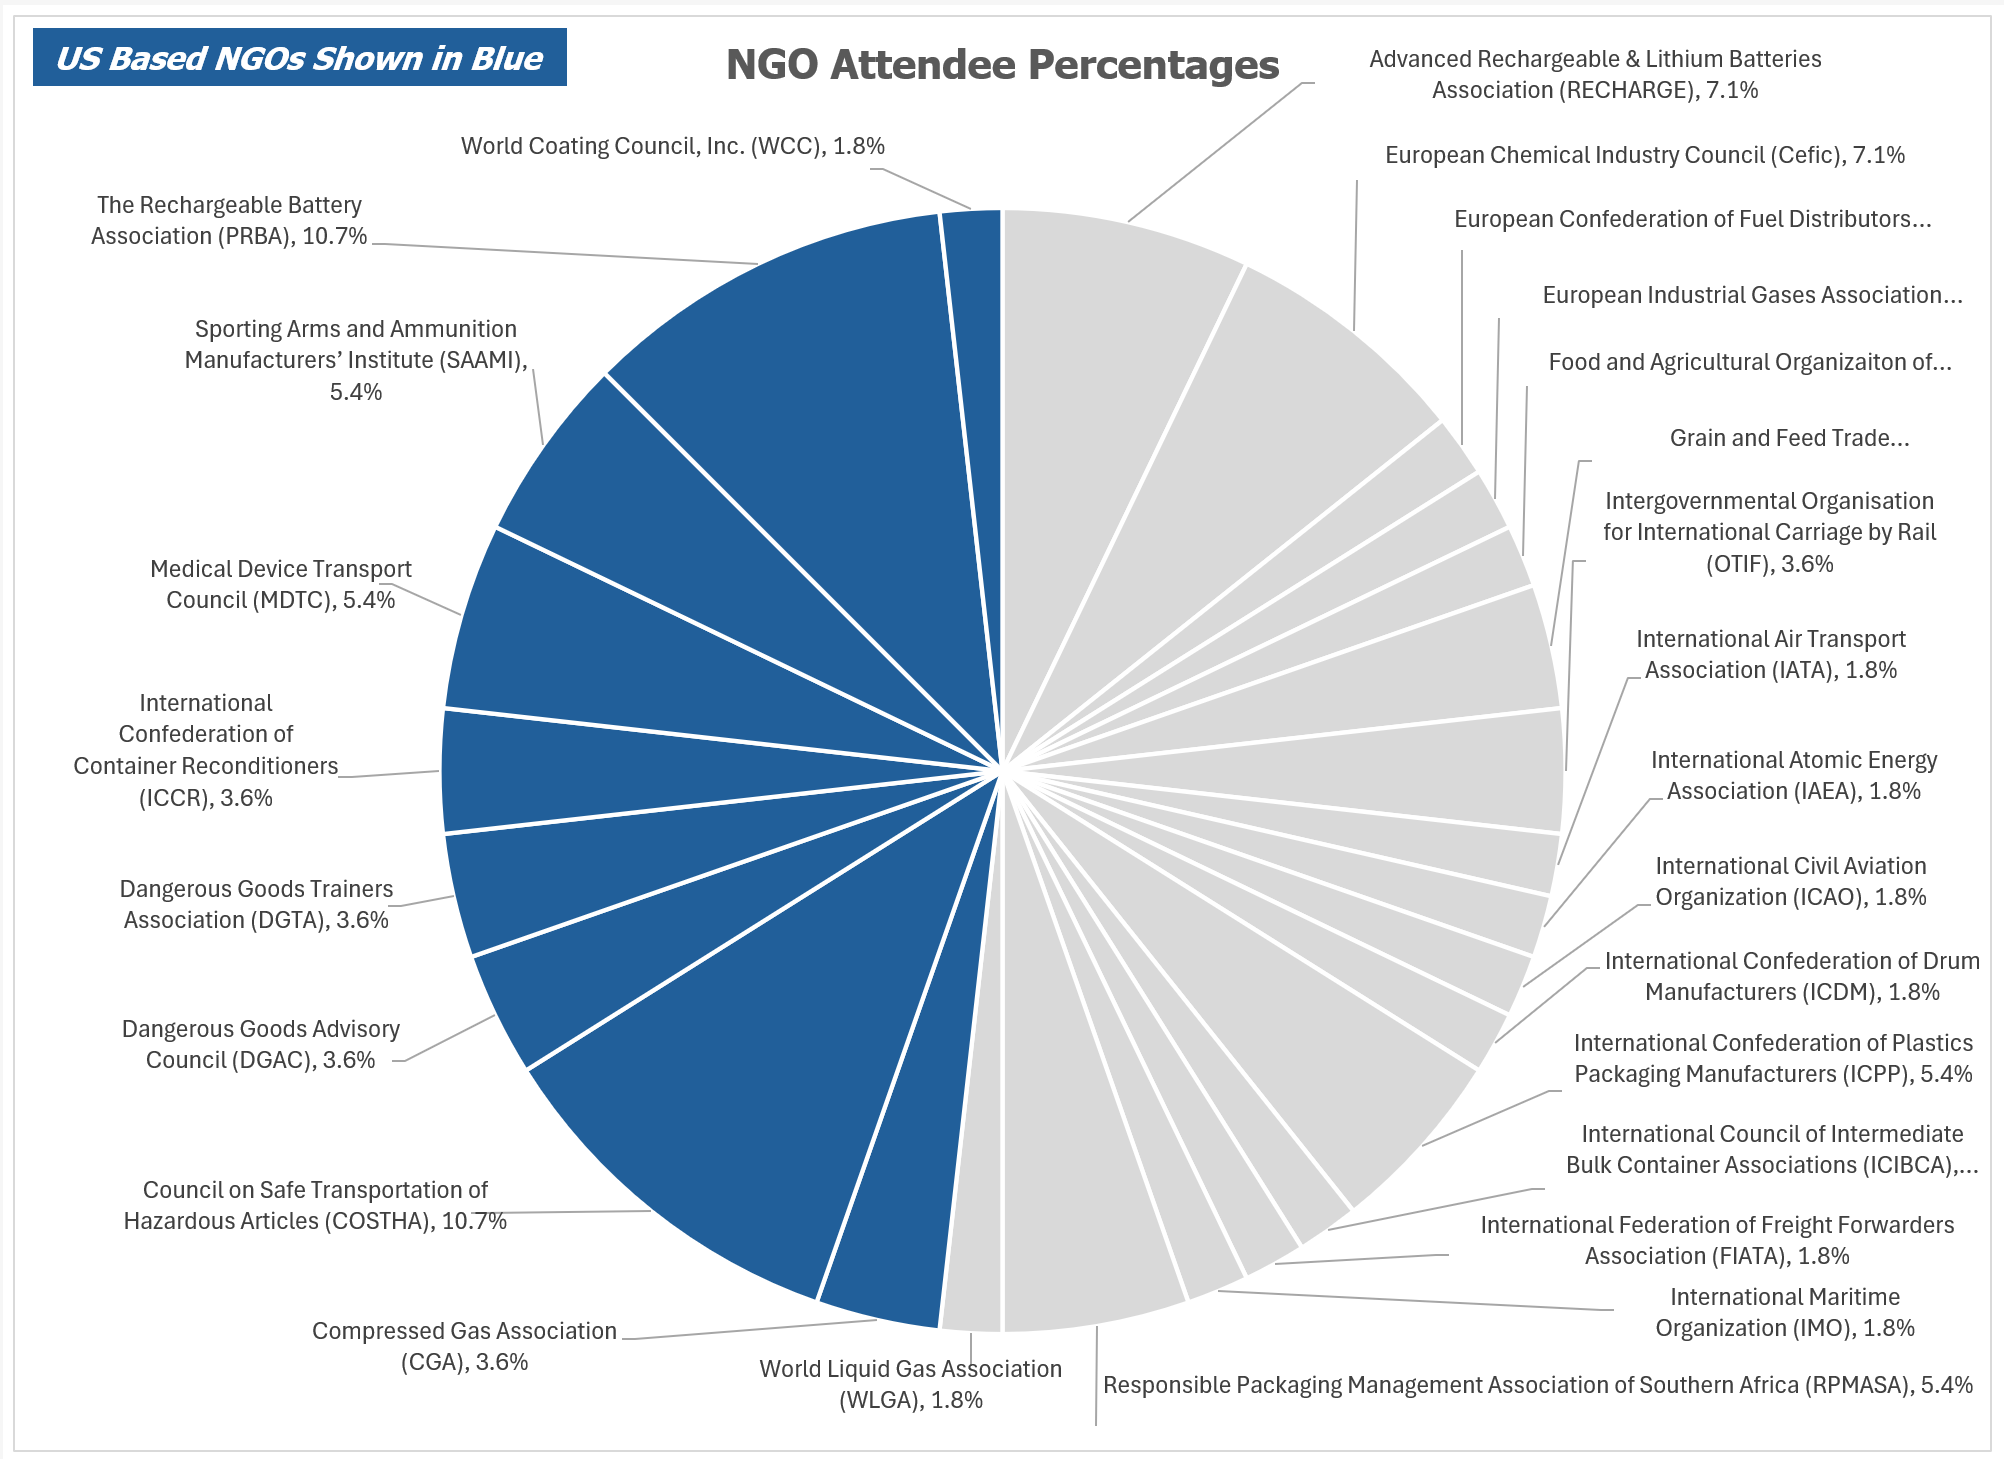 US Based NGOs Shown in Blue
NGO Attendee Percentages
Advanced Rechargeable & Lithium Batteries
Association (RECHARGE), 7.1%
European Chemical Industry Council (Cefic), 7.1%
European Confederation of Fuel Distributors...
European Industrial Gases Association...
Food and Agricultural Organizaiton of...
Grain and Feed Trade...
Intergovernmental Organisation
for International Carriage by Rail
(OTIF), 3.6%
International Air Transport
Association (IATA), 1.8%
International Atomic Energy
Association (IAEA), 1.8%
International Civil Aviation
Organization (ICAO), 1.8%
International Confederation of Drum
Manufacturers (ICDM), 1.8%
International Confederation of Plastics
Packaging Manufacturers (ICPP), 5.4%
International Council of Intermediate
Bulk Container Associations (ICIBCA),...
International Federation of Freight Forwarders
Association (FIATA), 1.8%
International Maritime
Organization (IMO), 1.8%
Responsible Packaging Management Association of Southern Africa (RPMASA), 5.4%
World Liquid Gas Association
(WLGA), 1.8%
Compressed Gas Association
(CGA), 3.6%
Council on Safe Transportation of
Hazardous Articles (COSTHA), 10.7%
Dangerous Goods Advisory
Council (DGAC), 3.6%
Dangerous Goods Trainers
Association (DGTA), 3.6%
International
Confederation of
Container Reconditioners
(ICCR), 3.6%
Medical Device Transport
Council (MDTC), 5.4%
Sporting Arms and Ammunition
Manufacturers’ Institute (SAAMI),
5.4%
The Rechargeable Battery
Association (PRBA), 10.7%
World Coating Council, Inc. (WCC), 1.8%